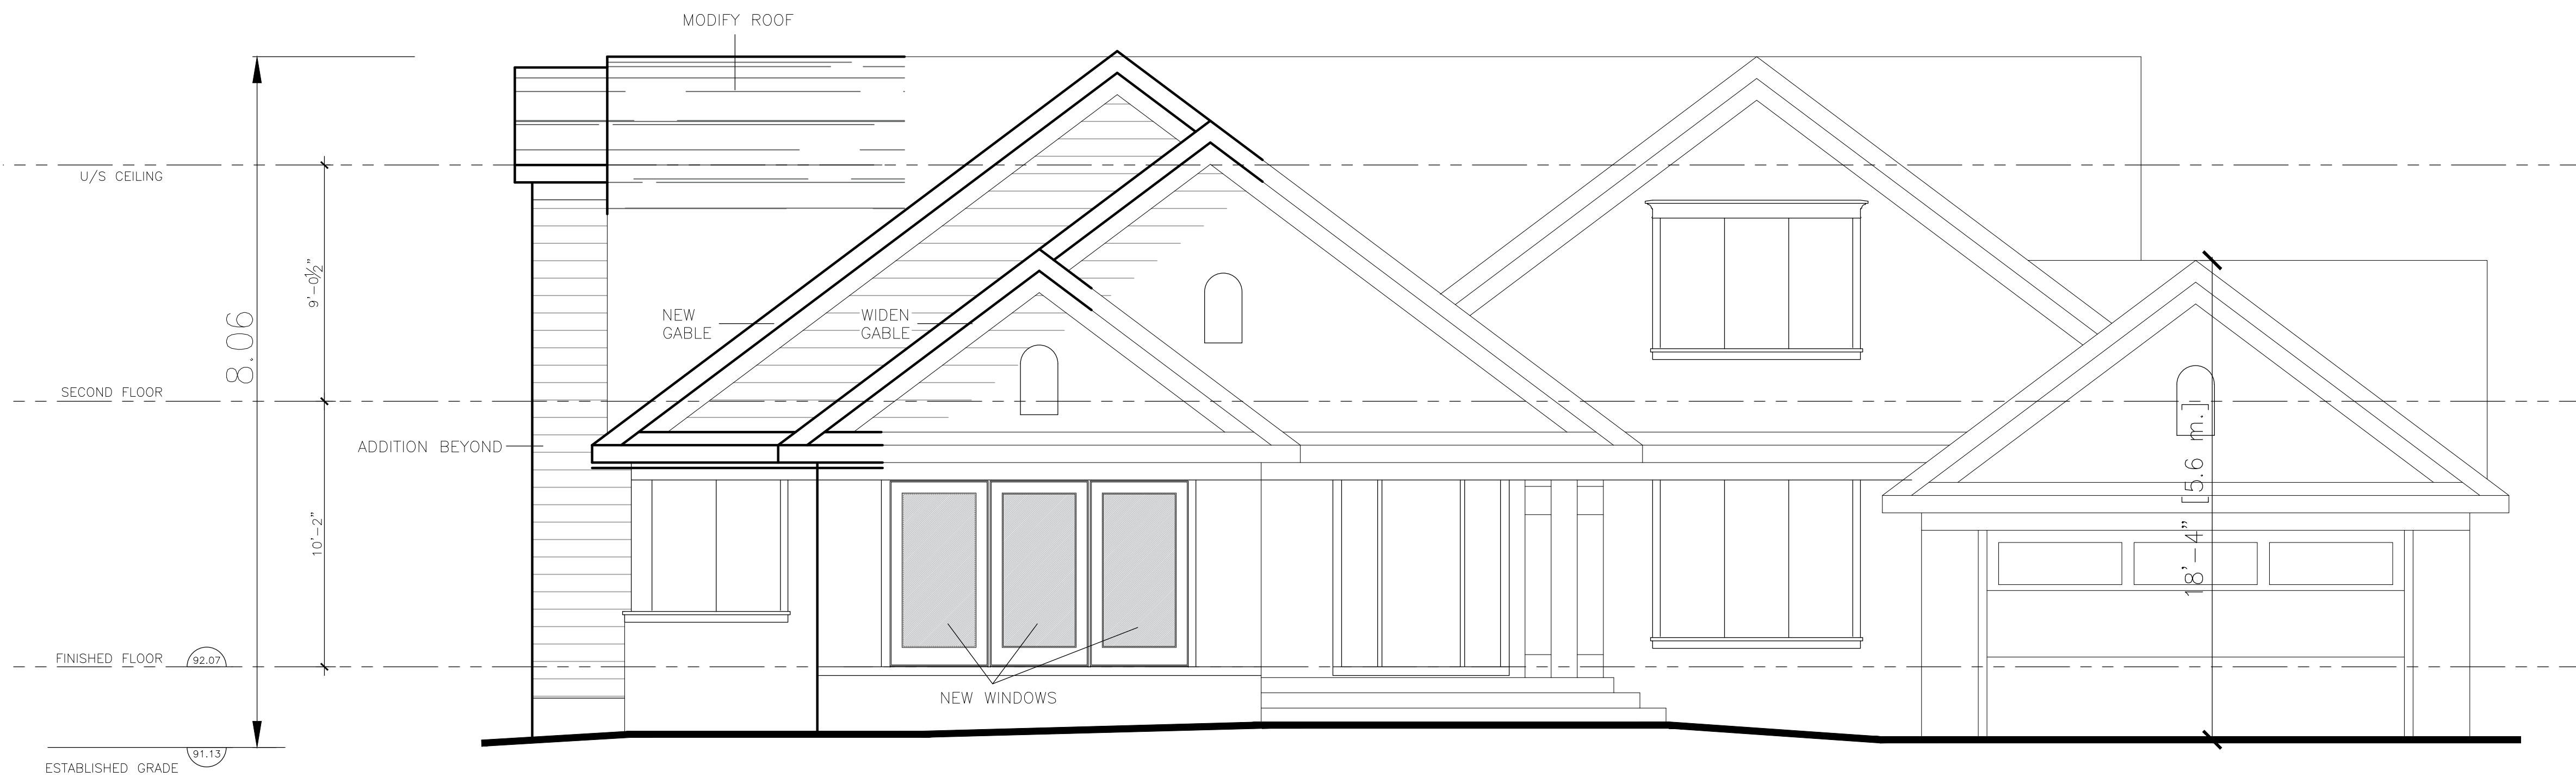 MODIFY ROOF
U/S CEILING
9'-0½"
8.06
NEW
GABLE
WIDEN
GABLE
SECOND FLOOR
ADDITION BEYOND
18'-4" [5.6 m.]
10'-2"
FINISHED FLOOR
92.07
NEW WINDOWS
91.13
ESTABLISHED GRADE